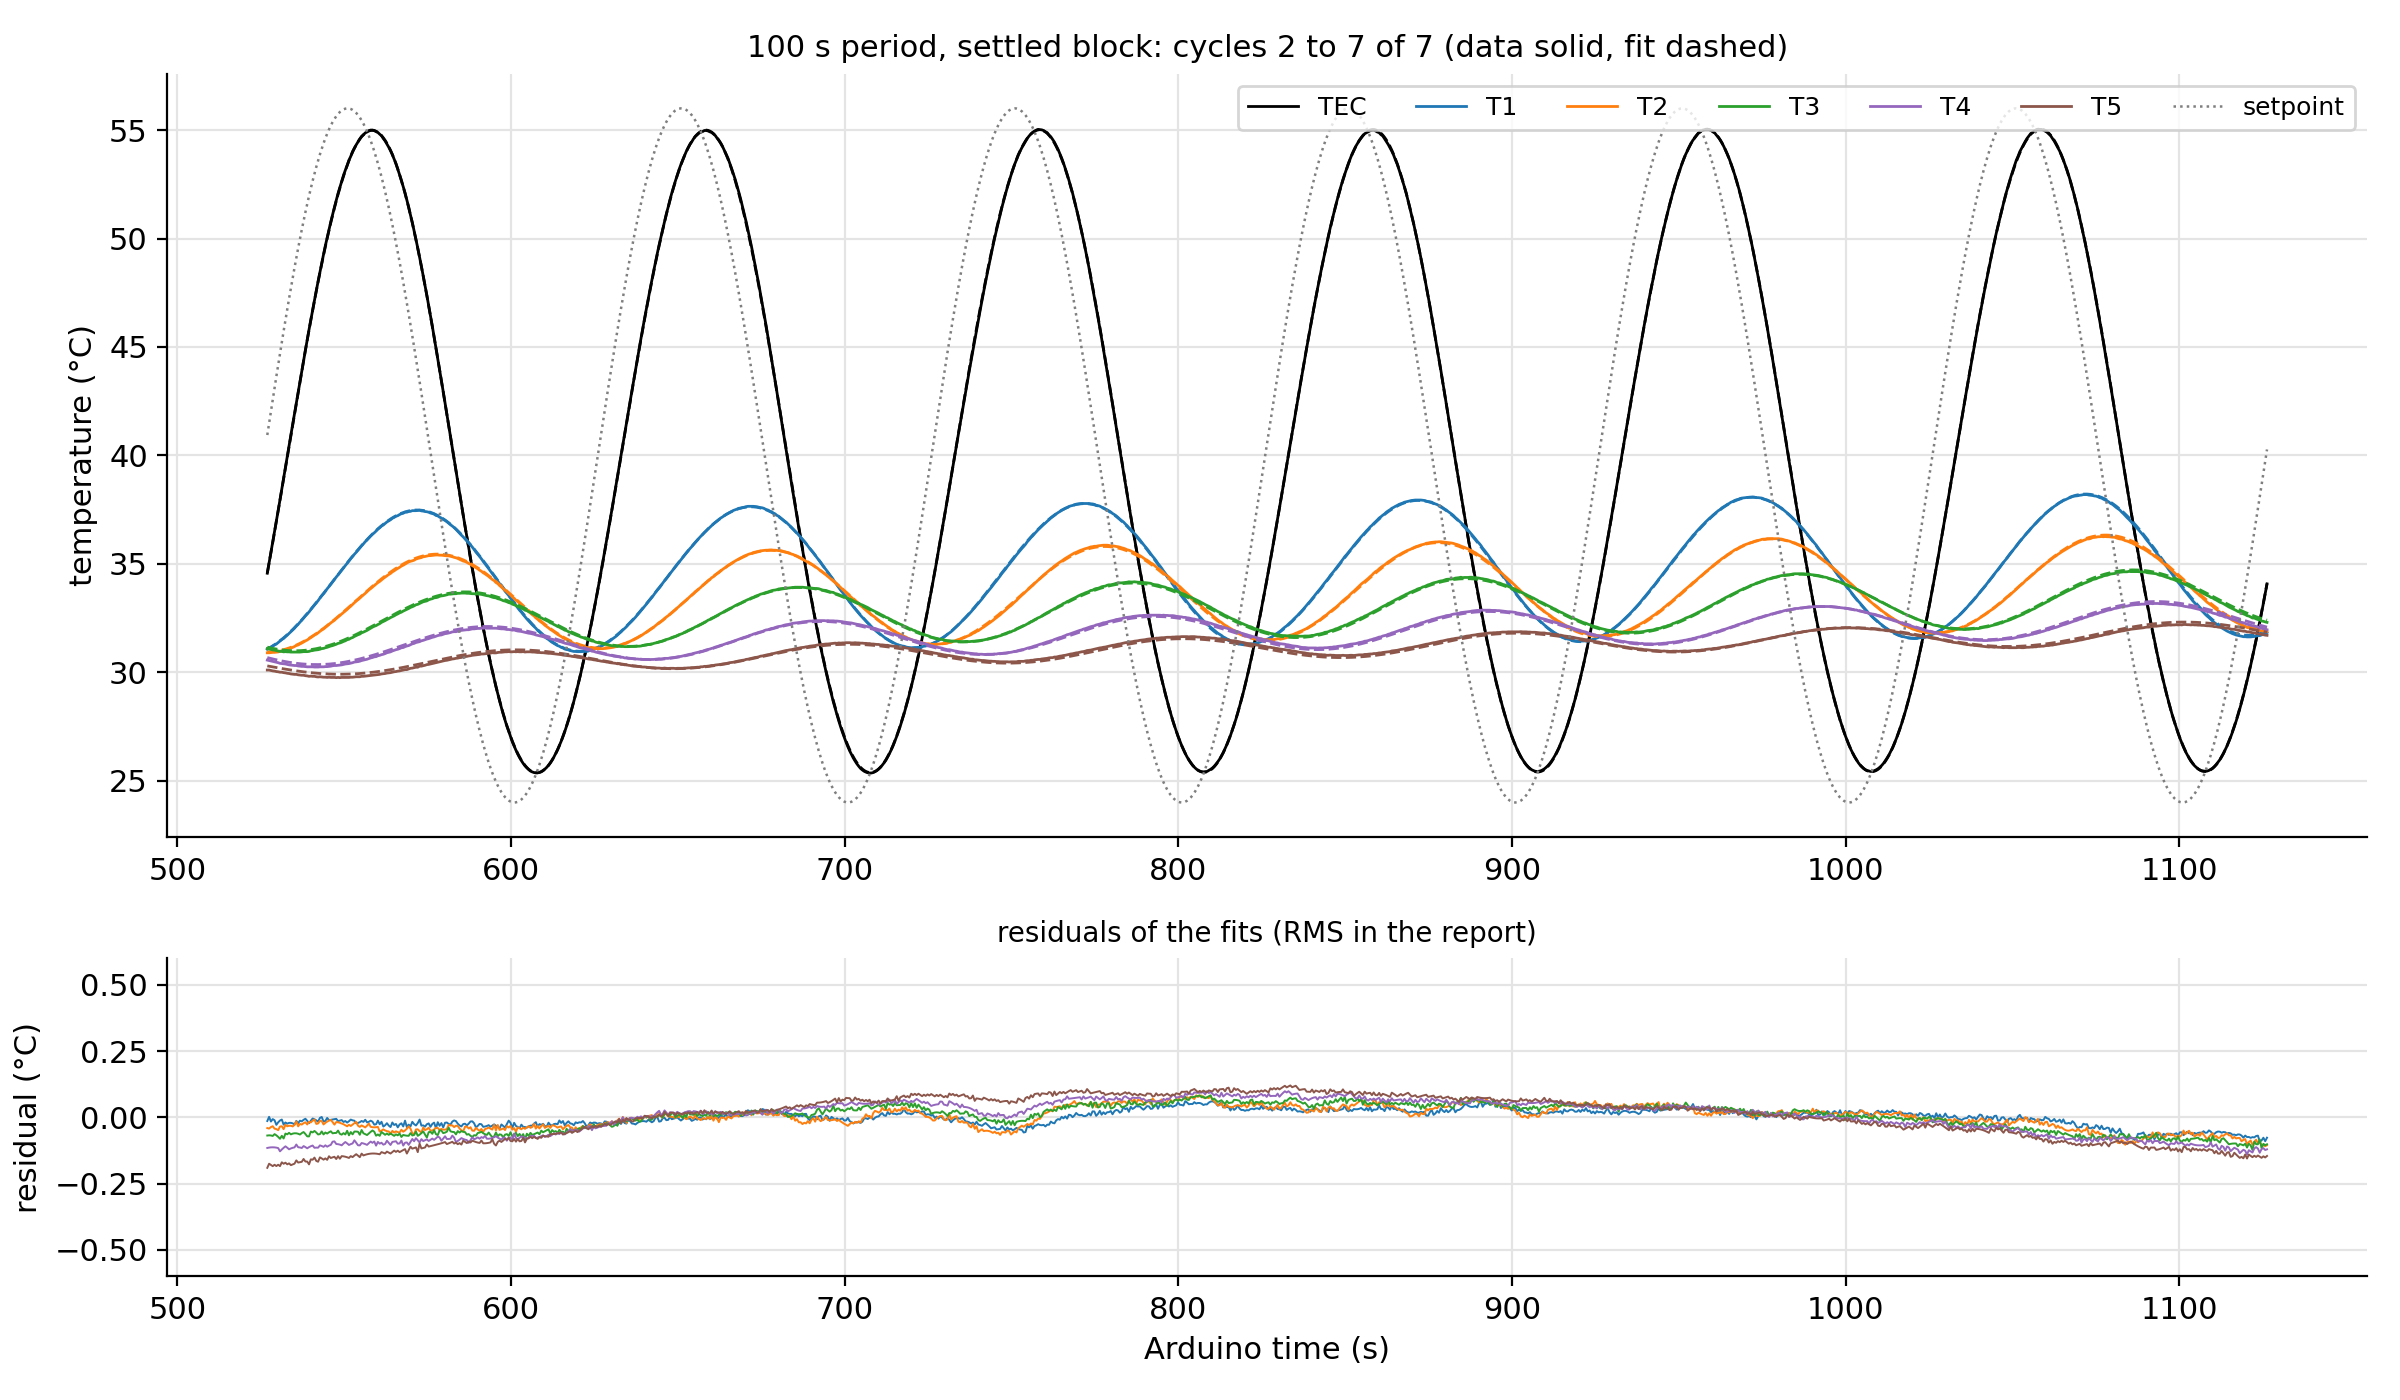 100 s period, settled block: cycles 2 to 7 of 7 (data solid, fit dashed)
TEC T1 T2 T3 T4 T5 setpoint
temperature (°C)
55
50
45
40
35
30
25
500 600 700 800 900 1000 1100
residuals of the fits (RMS in the report)
residual (°C)
0.50
0.25
0.00
−0.25
−0.50
500 600 700 800 900 1000 1100
Arduino time (s)